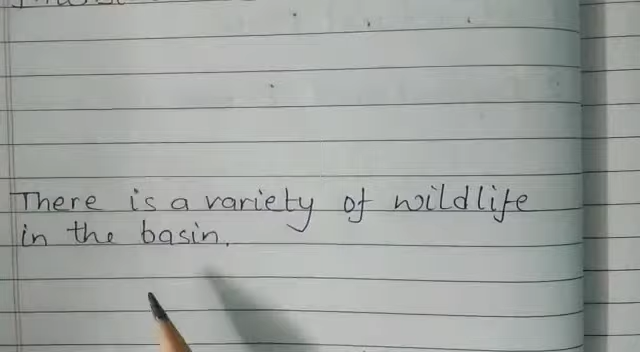 There is a variety of wildlife
in the basin.